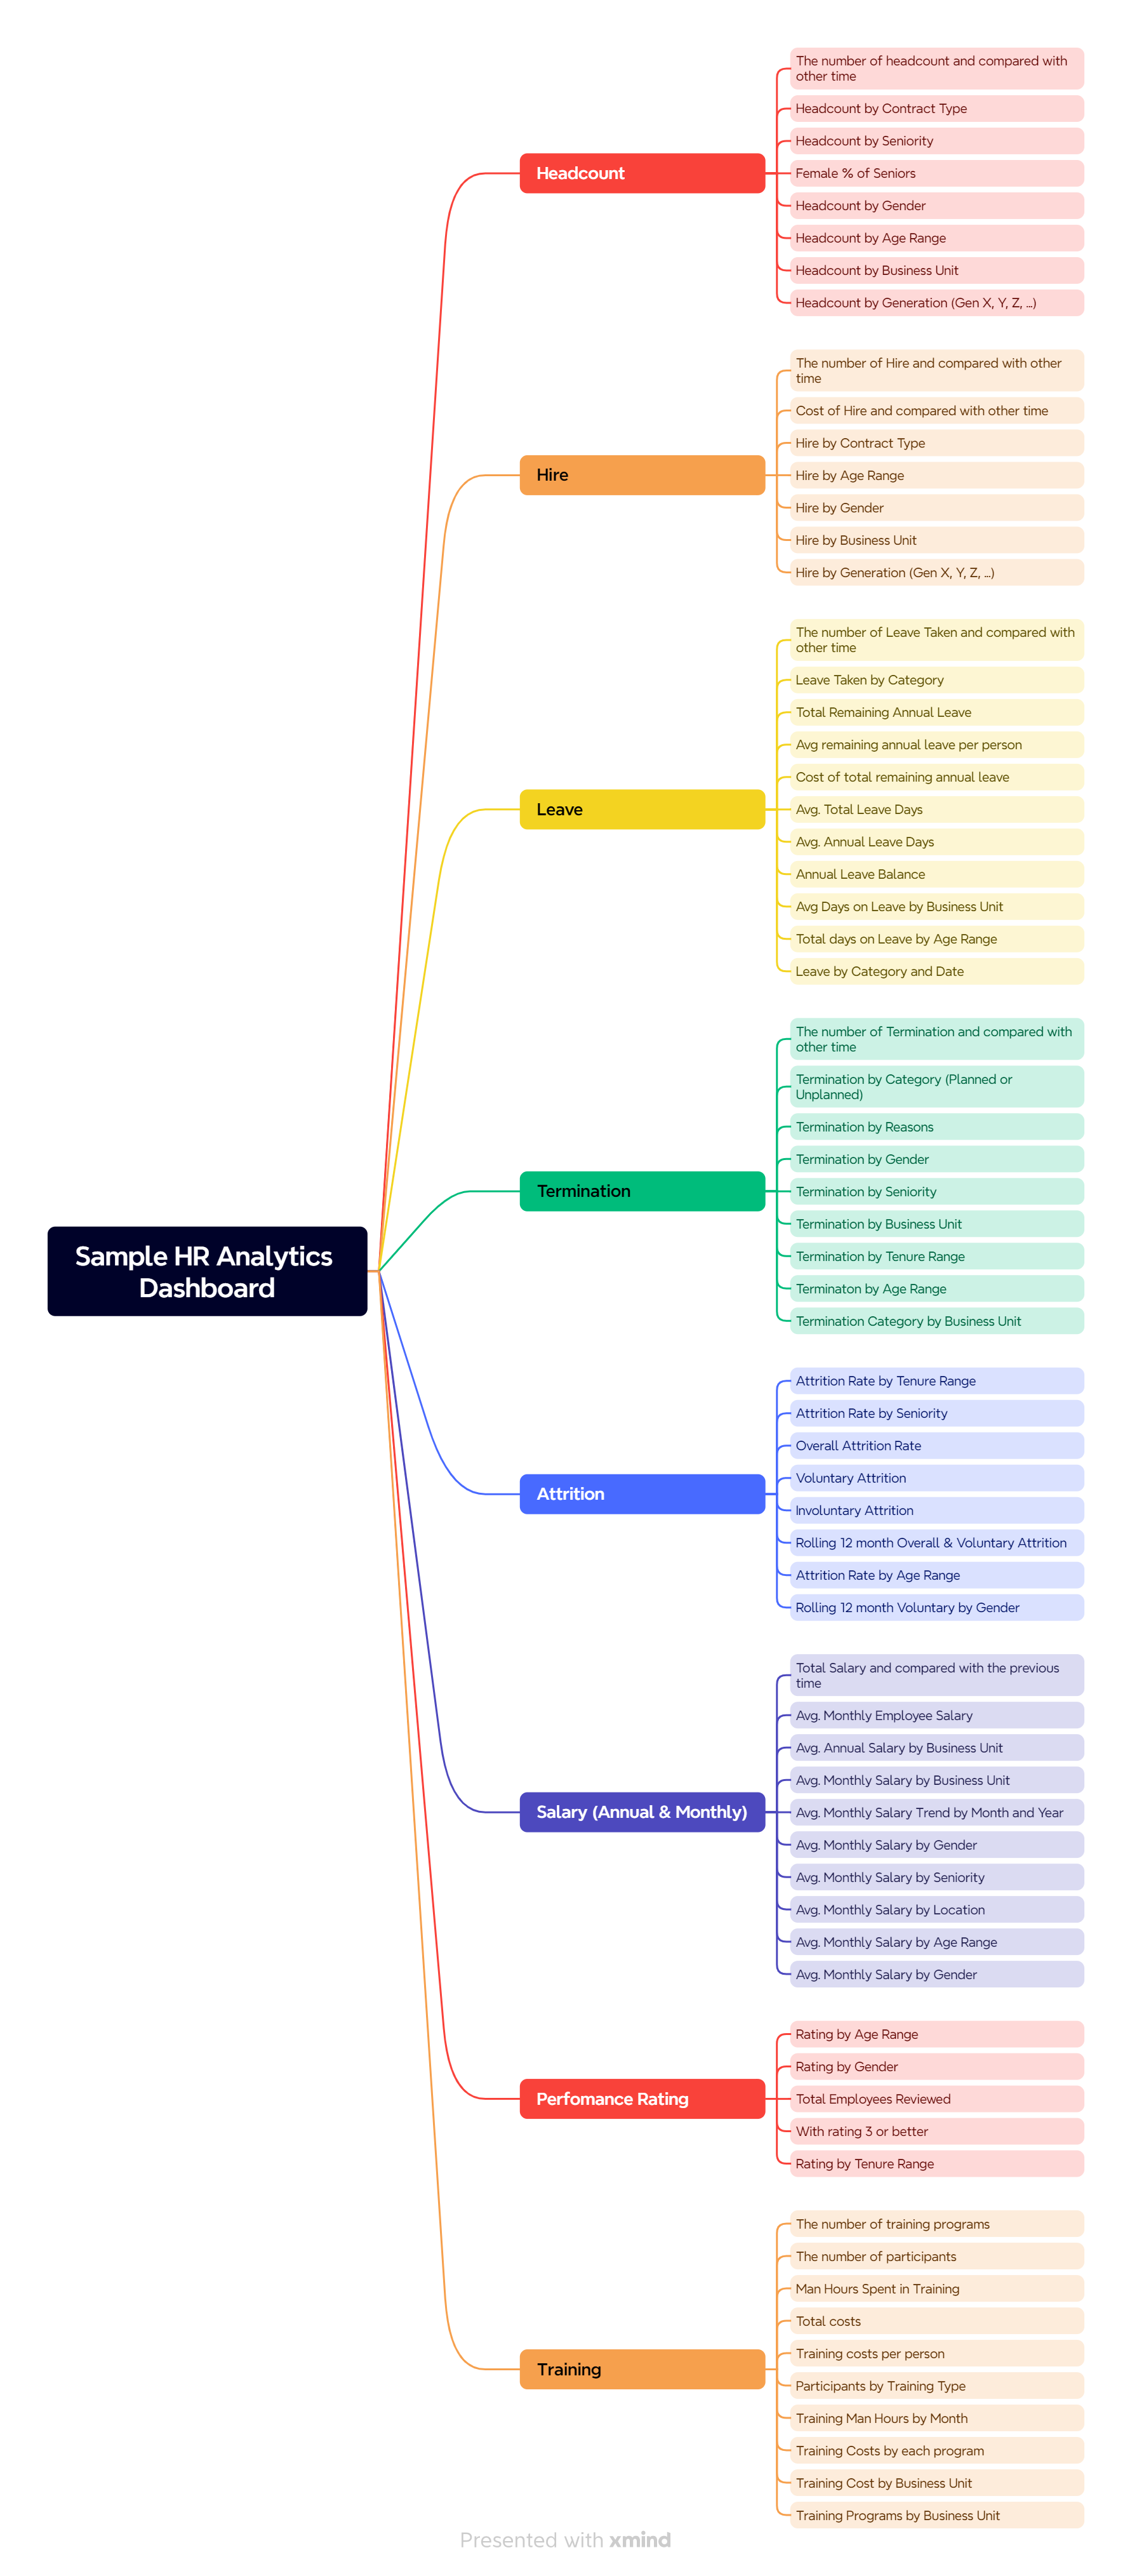 The number of headcount and compared with
other time
Headcount by Contract Type
Headcount by Seniority
Headcount
Female % of Seniors
Headcount by Gender
Headcount by Age Range
Headcount by Business Unit
Headcount by Generation (Gen X, Y, Z, ...)
The number of Hire and compared with other
time
Cost of Hire and compared with other time
Hire by Contract Type
Hire
Hire by Age Range
Hire by Gender
Hire by Business Unit
Hire by Generation (Gen X, Y, Z, ...)
The number of Leave Taken and compared with
other time
Leave Taken by Category
Total Remaining Annual Leave
Avg remaining annual leave per person
Cost of total remaining annual leave
Leave
Avg. Total Leave Days
Avg. Annual Leave Days
Annual Leave Balance
Avg Days on Leave by Business Unit
Total days on Leave by Age Range
Leave by Category and Date
The number of Termination and compared with
other time
Termination by Category (Planned or
Unplanned)
Termination by Reasons
Termination by Gender
Termination
Termination by Seniority
Termination by Business Unit
Termination by Tenure Range
Terminaton by Age Range
Termination Category by Business Unit
Sample HR Analytics
Dashboard
Attrition Rate by Tenure Range
Attrition Rate by Seniority
Overall Attrition Rate
Voluntary Attrition
Attrition
Involuntary Attrition
Rolling 12 month Overall & Voluntary Attrition
Attrition Rate by Age Range
Rolling 12 month Voluntary by Gender
Total Salary and compared with the previous
time
Avg. Monthly Employee Salary
Avg. Annual Salary by Business Unit
Avg. Monthly Salary by Business Unit
Salary (Annual & Monthly)
Avg. Monthly Salary Trend by Month and Year
Avg. Monthly Salary by Gender
Avg. Monthly Salary by Seniority
Avg. Monthly Salary by Location
Avg. Monthly Salary by Age Range
Avg. Monthly Salary by Gender
Rating by Age Range
Rating by Gender
Perfomance Rating
Total Employees Reviewed
With rating 3 or better
Rating by Tenure Range
The number of training programs
The number of participants
Man Hours Spent in Training
Total costs
Training costs per person
Training
Participants by Training Type
Training Man Hours by Month
Training Costs by each program
Training Cost by Business Unit
Training Programs by Business Unit
Presented with xmind